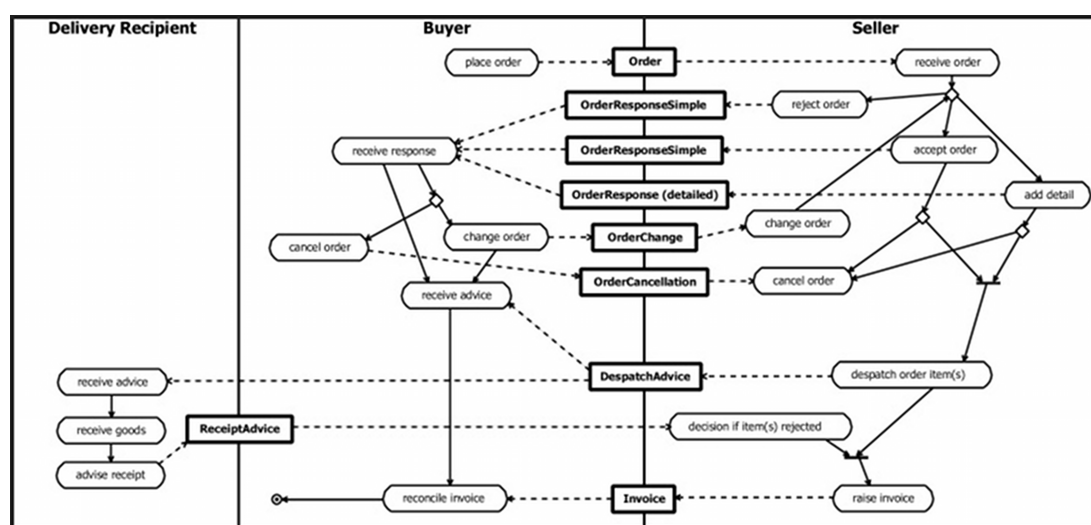 Delivery Recipient
Buyer
Seller
place order
Order
receive order
OrderResponseSimple
reject order
receive response
OrderResponseSimple
accept order
OrderResponse (detailed)
add detail
cancel order
change order
OrderChange
change order
receive advice
OrderCancellation
cancel order
receive advice
DespatchAdvice
despatch order item(s)
receive goods
ReceiptAdvice
decision if item(s) rejected
advise receipt
reconcile invoice
Invoice
raise invoice